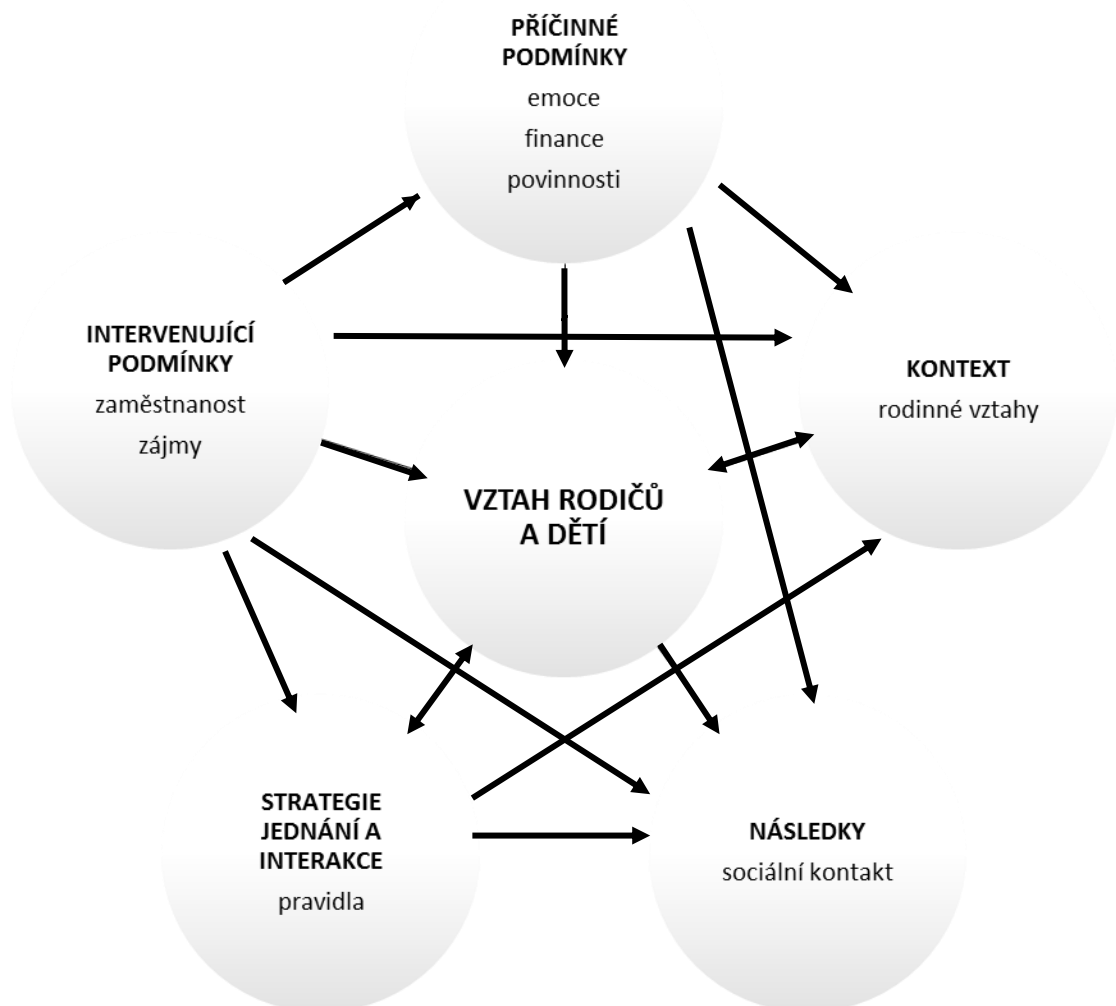 PŘÍČINNÉ
PODMÍNKY
emoce
finance
povinnosti
INTERVENUJÍCÍ
PODMÍNKY
zaměstnanost
zájmy
KONTEXT
rodinné vztahy
VZTAH RODIČŮ
A DĚTÍ
STRATEGIE
JEDNÁNÍ A
INTERAKCE
pravidla
NÁSLEDKY
sociální kontakt